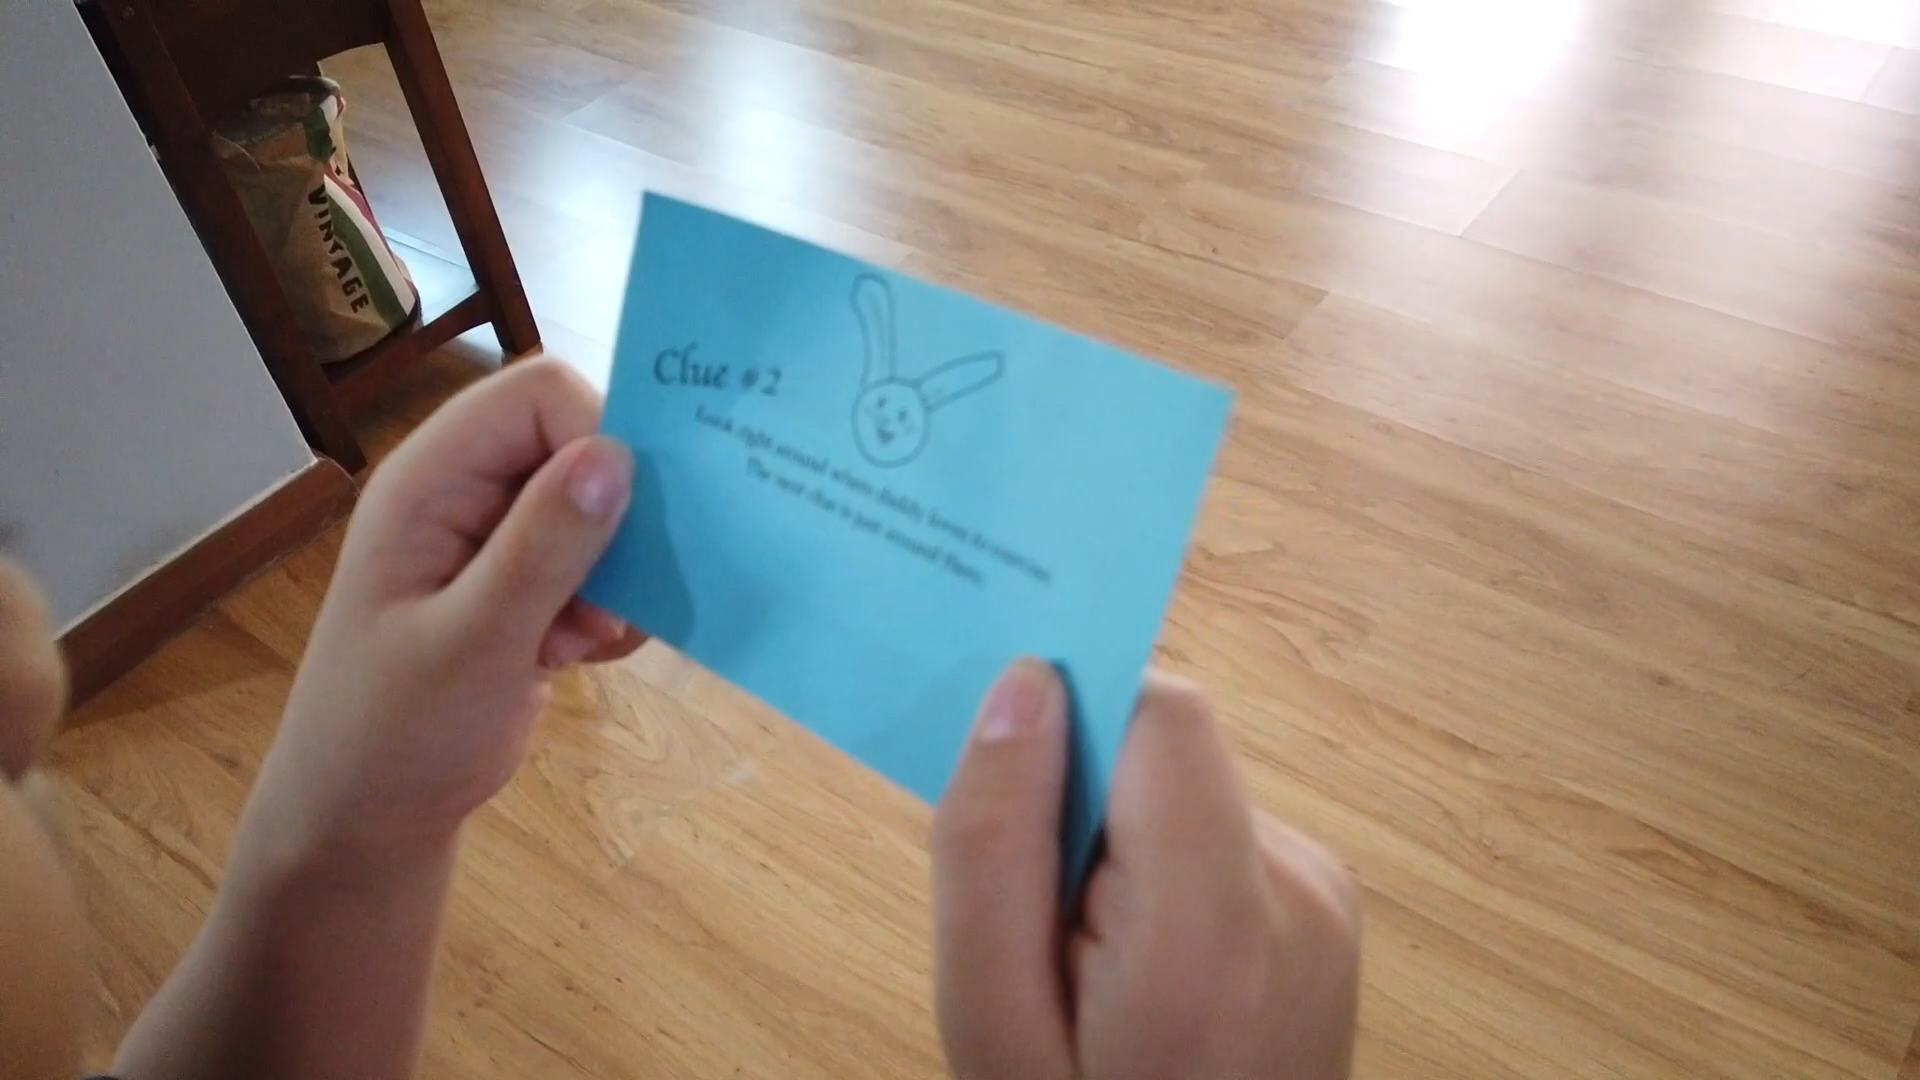 VINTAGE
Clue #2
Look right around where daddy loves to exercise.
The next clue is just around there.